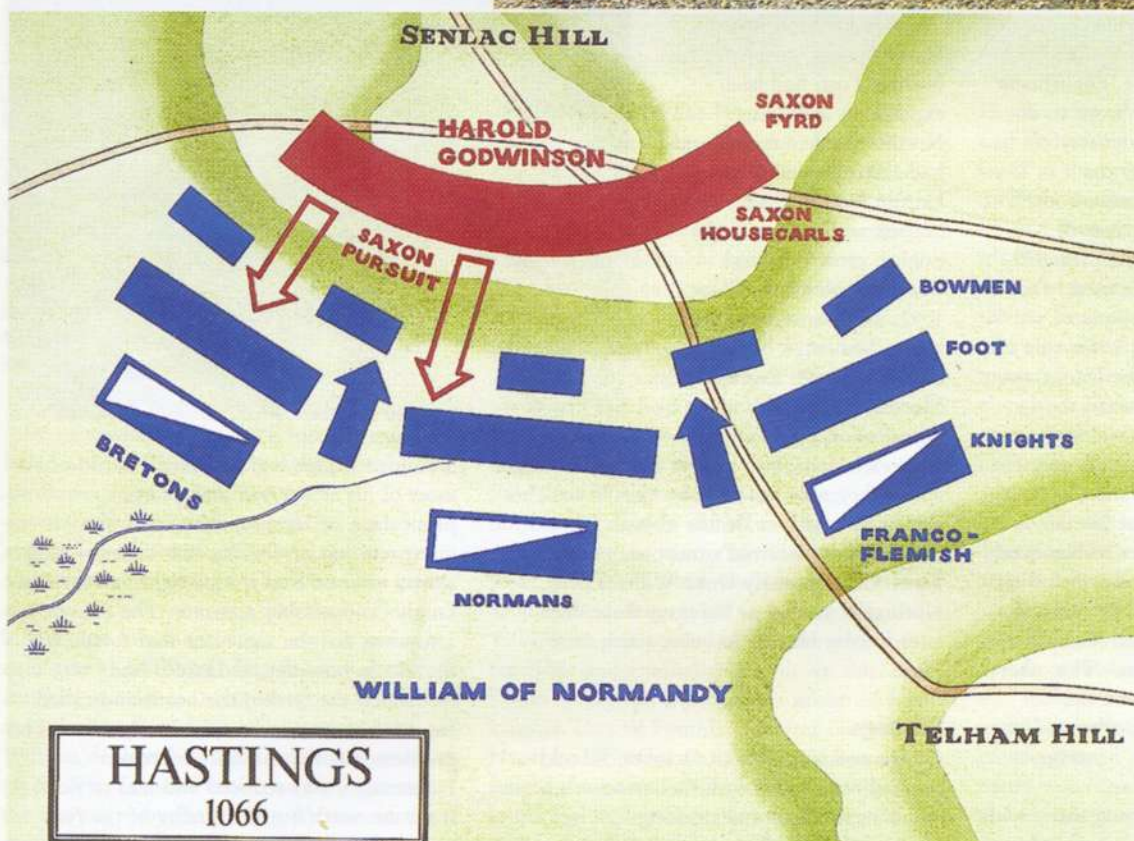 SENLAC HILL
SAXON
FYRD
HAROLD
GODWINSON
SAXON
HOUSECARLS
SAXON
PURSUIT
BOWMEN
FOOT
KNIGHTS
BRETONS
FRANCO-
FLEMISH
NORMANS
WILLIAM OF NORMANDY
TELHAM HILL
HASTINGS
1066